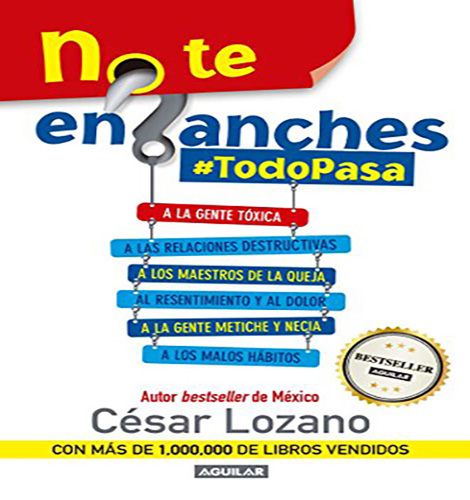 no te
enganches
#TodoPasa
A LA GENTE TÓXICA
A LAS RELACIONES DESTRUCTIVAS
A LOS MAESTROS DE LA QUEJA
AL RESENTIMIENTO Y AL DOLOR
A LA GENTE METICHE Y NECIA
A LOS MALOS HÁBITOS
BESTSELLER
AGUILAR
Autor bestseller de México
César Lozano
CON MÁS DE 1,000,000 DE LIBROS VENDIDOS
AGUILAR